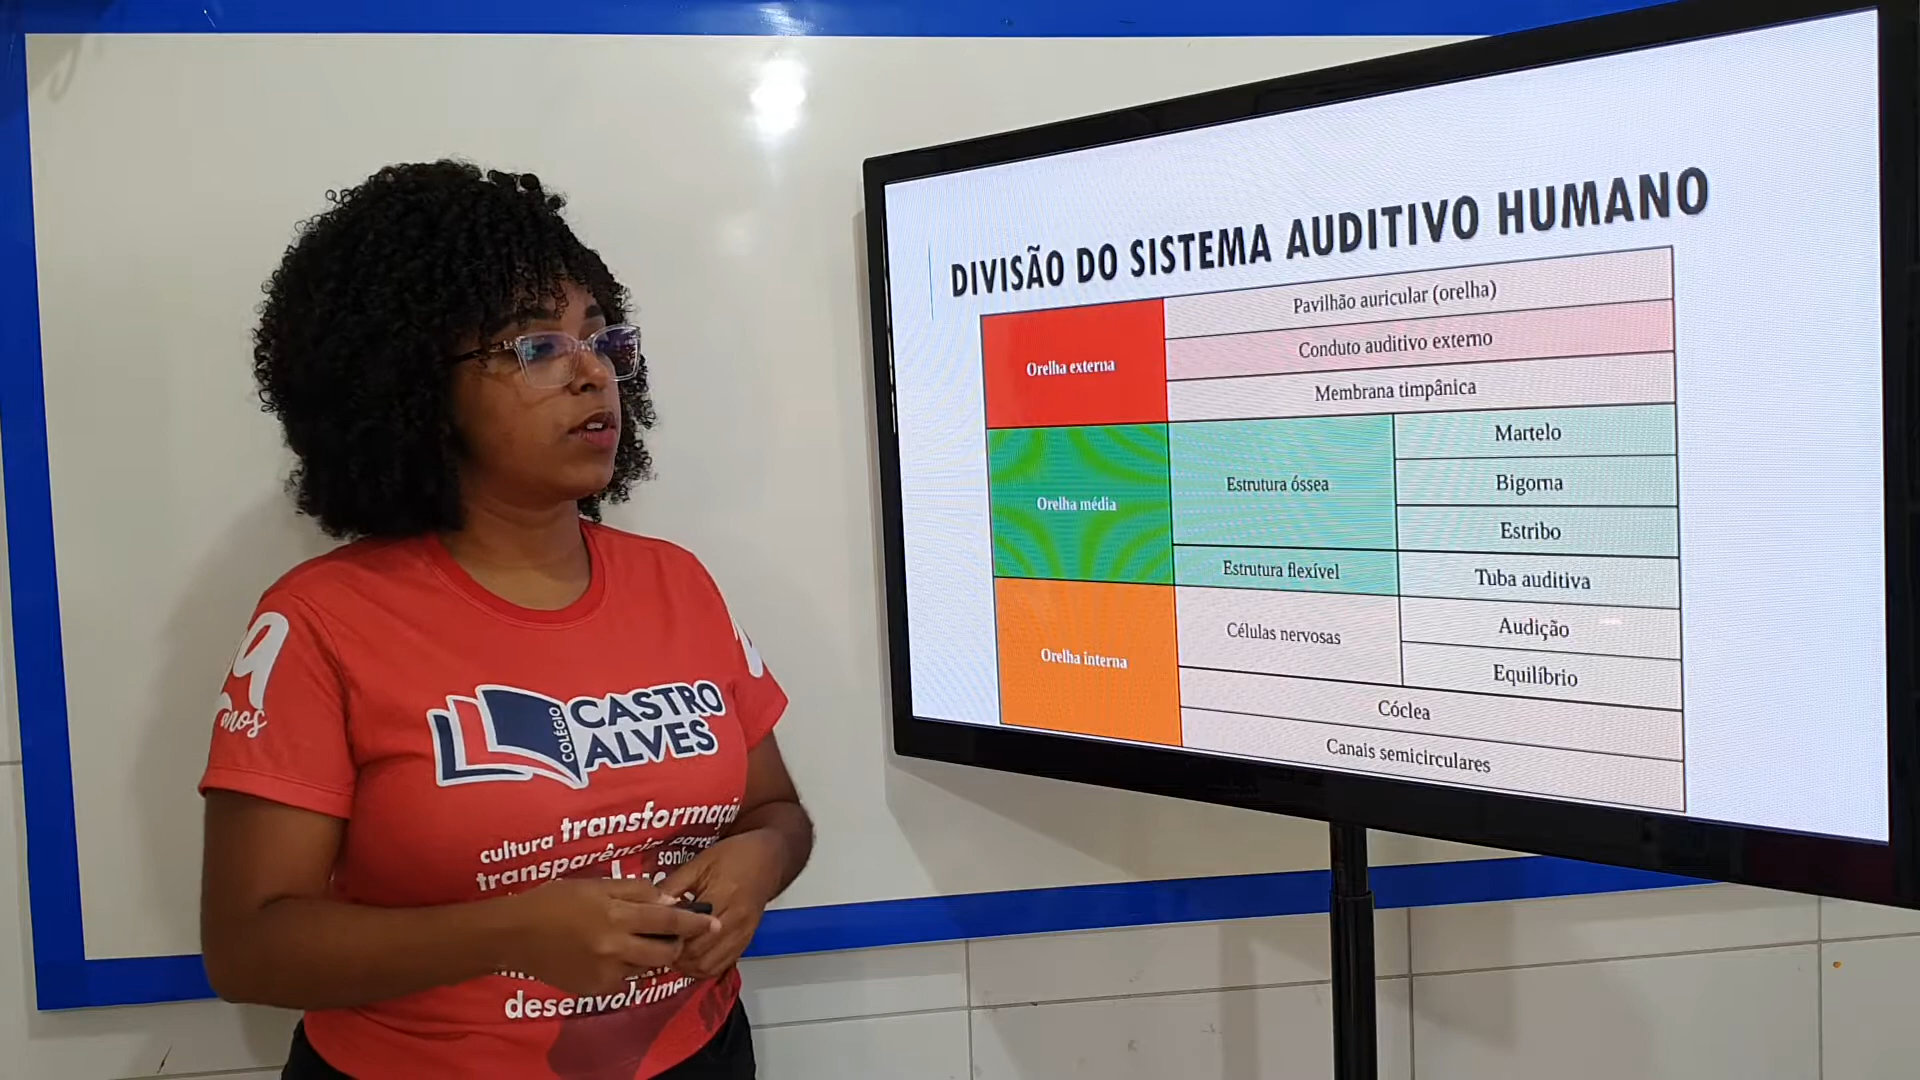 DIVISÃO DO SISTEMA AUDITIVO HUMANO
Orelha externa
Pavilhão auricular (orelha)
Conduto auditivo externo
Membrana timpânica
Orelha média
Estrutura óssea
Martelo
Bigorna
Estribo
Estrutura flexível
Tuba auditiva
Orelha interna
Células nervosas
Audição
Equilíbrio
Cóclea
Canais semicirculares
COLÉGIO
CASTRO
ALVES
cultura transformação
transparência
desenvolvimen